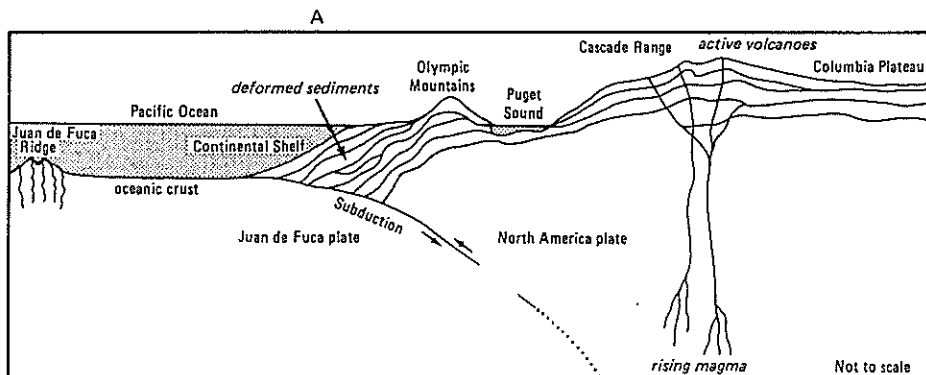 A
Cascade Range
active volcanoes
Columbia Plateau
Olympic
Mountains
deformed sediments
Puget
Sound
Pacific Ocean
Juan de Fuca
Ridge
Continental Shelf
oceanic crust
Subduction
Juan de Fuca plate
North America plate
rising magma
Not to scale